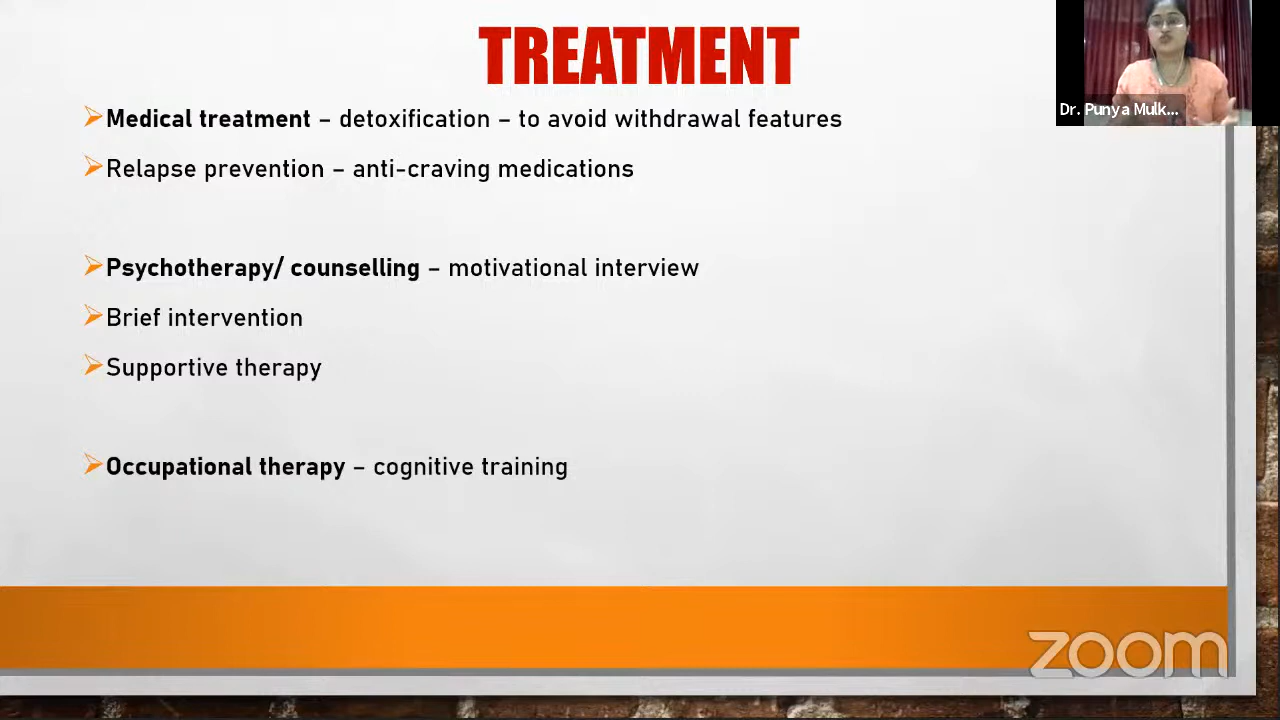 TREATMENT
Medical treatment – detoxification – to avoid withdrawal features
Relapse prevention – anti-craving medications
Psychotherapy/ counselling – motivational interview
Brief intervention
Supportive therapy
Occupational therapy – cognitive training
Dr. Punya Mulk...
zoom